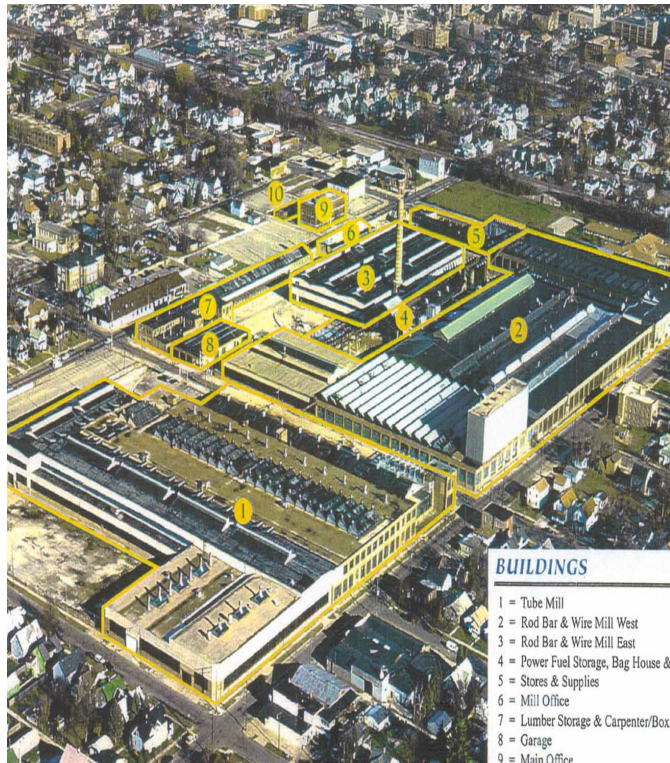 10
9
6
5
3
7
4
2
8
1
BUILDINGS
1 = Tube Mill
2 = Rod Bar & Wire Mill West
3 = Rod Bar & Wire Mill East
4 = Power Fuel Storage, Bag House &
5 = Stores & Supplies
6 = Mill Office
7 = Lumber Storage & Carpenter/Box
8 = Garage
9 = Main Office